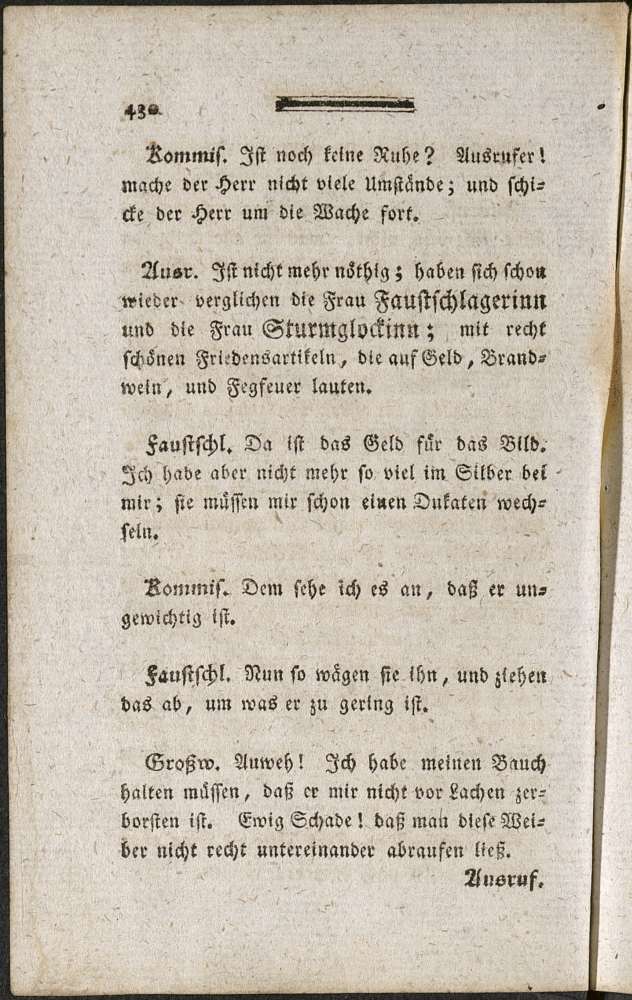 430
Kommis. Ist noch keine Ruhe? Ausrufer!
mache der Herr nicht viele Umstände; und schi-
cke der Herr um die Wache fort.
Ausr. Ist nicht mehr nöthig; haben sich schon
wieder verglichen die Frau Faustschlagerinn
und die Frau Sturmglockinn; mit recht
schönen Friedensartikeln, die auf Geld, Brand-
wein, und Fegfeuer lauten.
Faustschl. Da ist das Geld für das Bild.
Ich habe aber nicht mehr so viel im Silber bei
mir; sie müssen mir schon einen Dukaten wech-
seln.
Kommis. Dem sehe ich es an, daß er un-
gewichtig ist.
Faustschl. Nun so wägen sie ihn, und ziehen
das ab, um was er zu gering ist.
Großw. Auweh! Ich habe meinen Bauch
halten müssen, daß er mir nicht vor Lachen zer-
borsten ist. Ewig Schade! daß man diese Wei-
ber nicht recht untereinander abraufen ließ.
Ausruf.